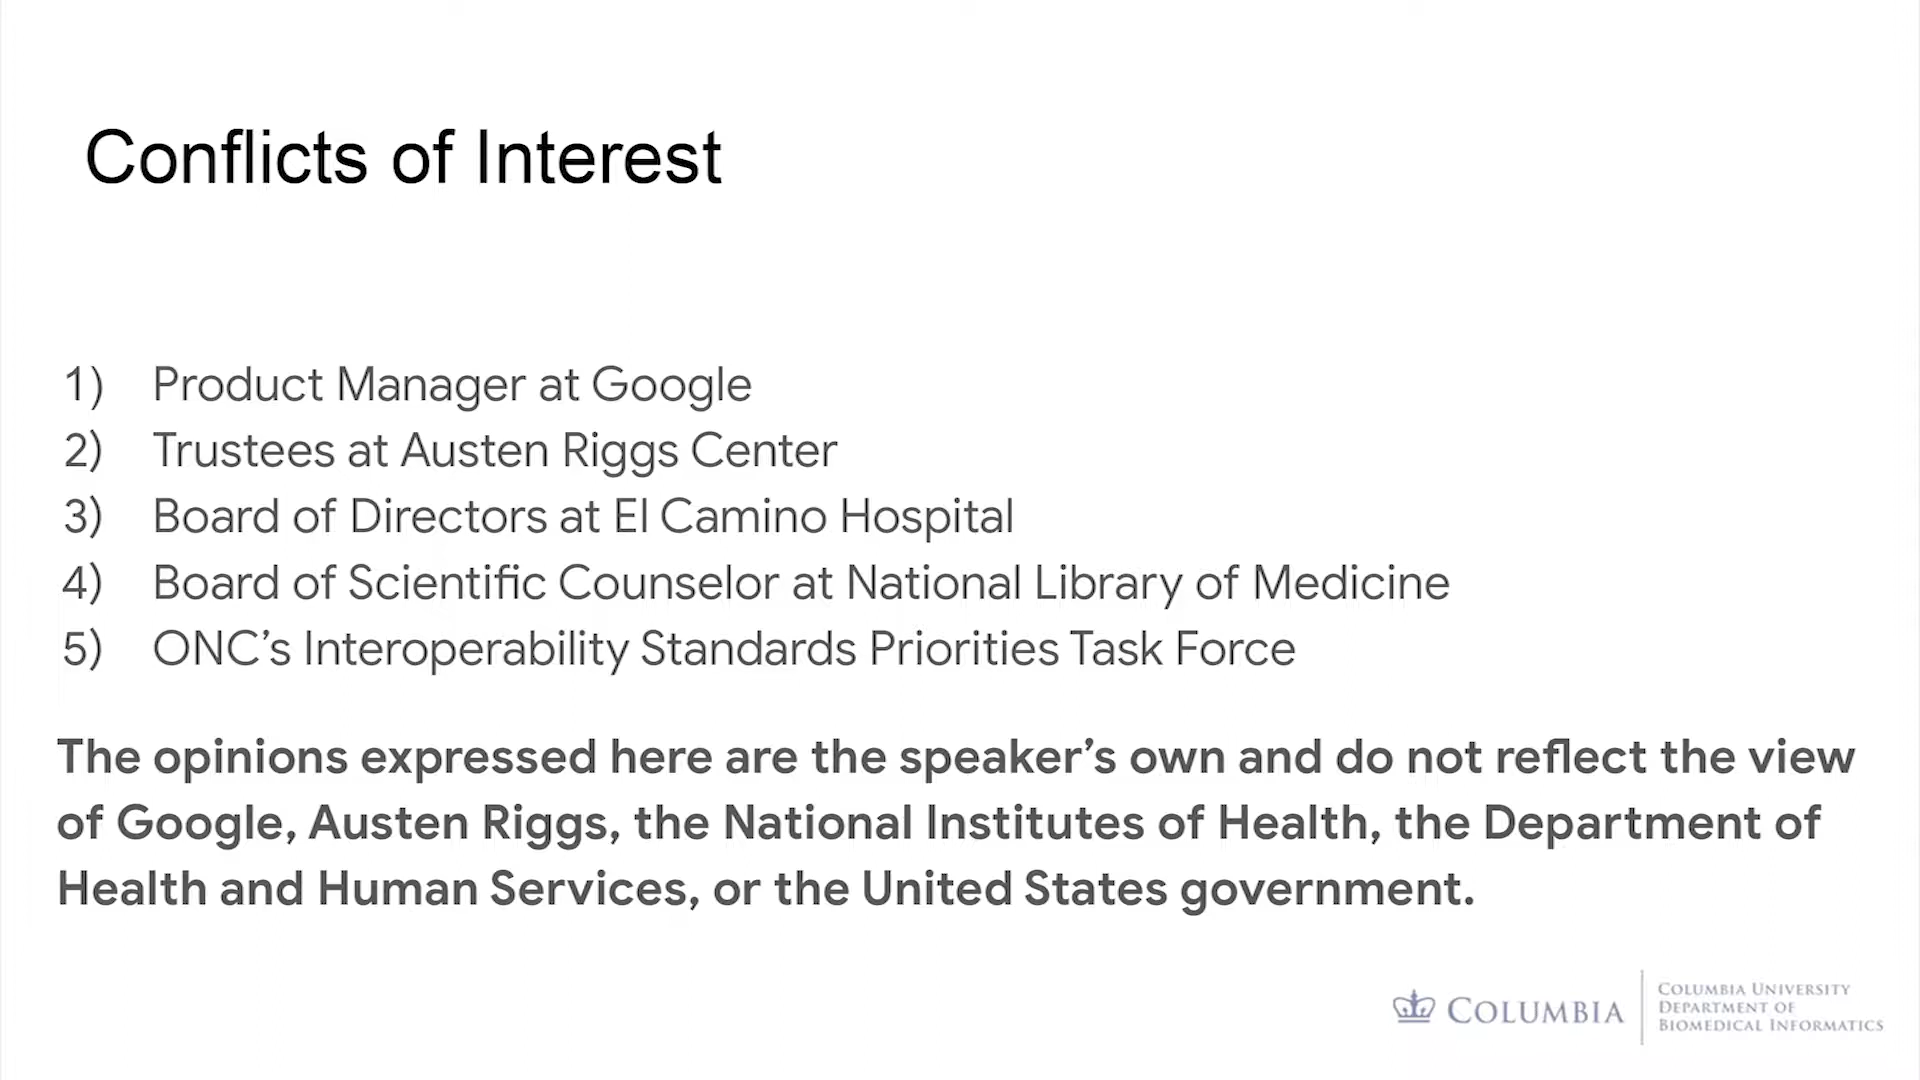 Conflicts of Interest
1) Product Manager at Google
2) Trustees at Austen Riggs Center
3) Board of Directors at El Camino Hospital
4) Board of Scientific Counselor at National Library of Medicine
5) ONC’s Interoperability Standards Priorities Task Force
The opinions expressed here are the speaker’s own and do not reflect the view
of Google, Austen Riggs, the National Institutes of Health, the Department of
Health and Human Services, or the United States government.
COLUMBIA
COLUMBIA UNIVERSITY
DEPARTMENT OF
BIOMEDICAL INFORMATICS